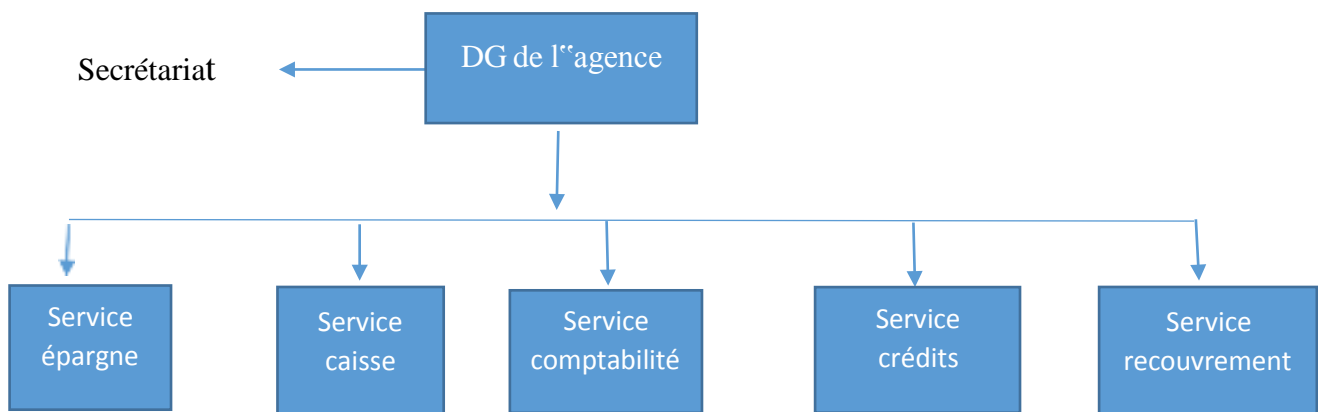 DG de l‟agence
Secrétariat
Service
épargne
Service
caisse
Service
comptabilité
Service
crédits
Service
recouvrement